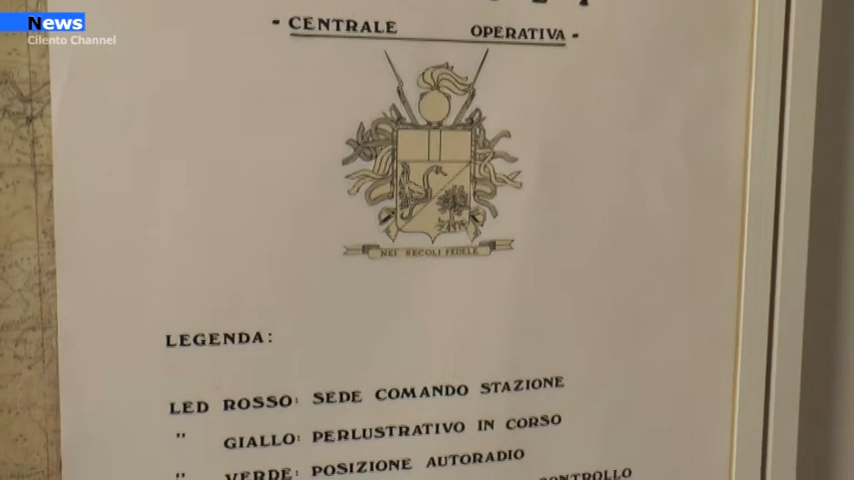 News
Cilento Channel
- CENTRALE OPERATIVA -
NEI SECOLI FEDELE
LEGENDA:
LED ROSSO: SEDE COMANDO STAZIONE
" GIALLO: PERLUSTRATIVO IN CORSO
" VERDE: POSIZIONE AUTORADIO
CONTROLLO